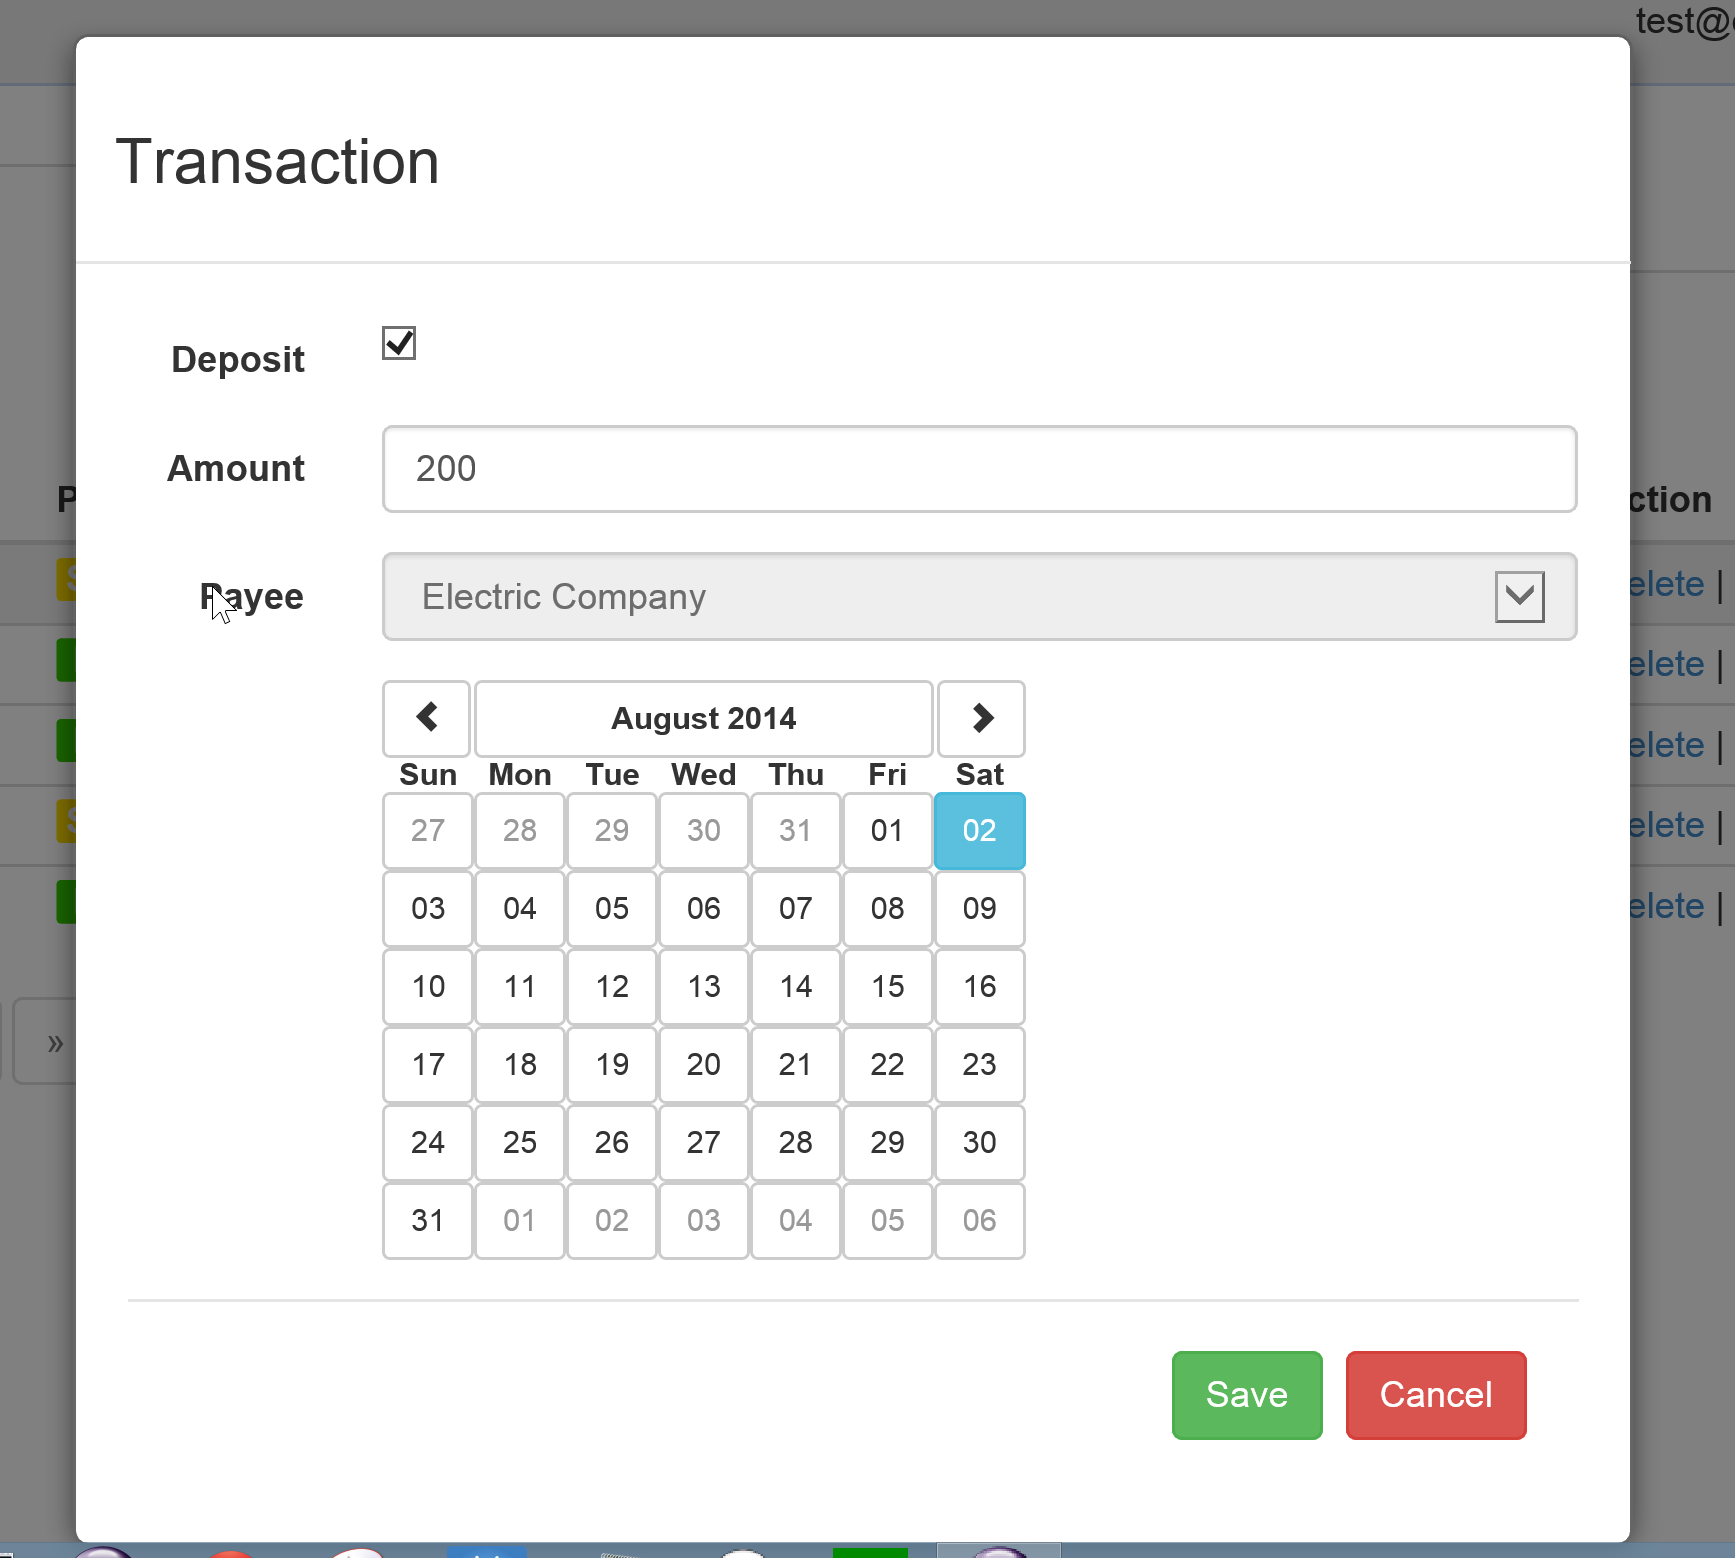 test@
Transaction
Deposit
Amount 200
P ction
Payee Electric Company
elete |
elete |
August 2014
elete |
Sun Mon Tue Wed Thu Fri Sat
27 28 29 30 31 01 02
elete |
03 04 05 06 07 08 09
elete |
10 11 12 13 14 15 16
»
17 18 19 20 21 22 23
24 25 26 27 28 29 30
31 01 02 03 04 05 06
Save Cancel